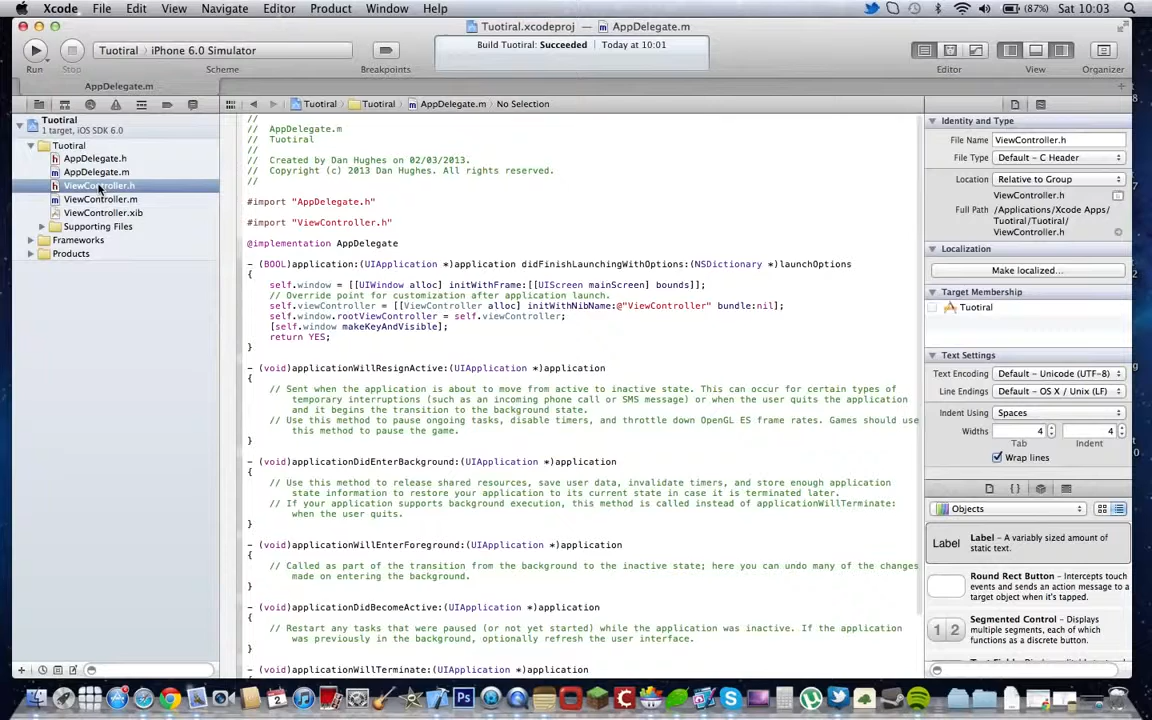 Xcode File Edit View Navigate Editor Product Window Help (87%) Sat 10:03
Tuotiral.xcodeproj — AppDelegate.m
Tuotiral iPhone 6.0 Simulator
Build Tuotiral: Succeeded Today at 10:01
Run Stop Scheme Breakpoints Editor View Organizer
AppDelegate.m
Tuotiral Tuotiral AppDelegate.m No Selection
Tuotiral
1 target, iOS SDK 6.0
Tuotiral
AppDelegate.h
AppDelegate.m
ViewController.h
ViewController.m
ViewController.xib
Supporting Files
Frameworks
Products
//
// AppDelegate.m
// Tuotiral
//
// Created by Dan Hughes on 02/03/2013.
// Copyright (c) 2013 Dan Hughes. All rights reserved.
//
#import "AppDelegate.h"
#import "ViewController.h"
@implementation AppDelegate
- (BOOL)application:(UIApplication *)application didFinishLaunchingWithOptions:(NSDictionary *)launchOptions
{
self.window = [[UIWindow alloc] initWithFrame:[[UIScreen mainScreen] bounds]];
// Override point for customization after application launch.
self.viewController = [[ViewController alloc] initWithNibName:@"ViewController" bundle:nil];
self.window.rootViewController = self.viewController;
[self.window makeKeyAndVisible];
return YES;
}
- (void)applicationWillResignActive:(UIApplication *)application
{
// Sent when the application is about to move from active to inactive state. This can occur for certain types of
temporary interruptions (such as an incoming phone call or SMS message) or when the user quits the application
and it begins the transition to the background state.
// Use this method to pause ongoing tasks, disable timers, and throttle down OpenGL ES frame rates. Games should use
this method to pause the game.
}
- (void)applicationDidEnterBackground:(UIApplication *)application
{
// Use this method to release shared resources, save user data, invalidate timers, and store enough application
state information to restore your application to its current state in case it is terminated later.
// If your application supports background execution, this method is called instead of applicationWillTerminate:
when the user quits.
}
- (void)applicationWillEnterForeground:(UIApplication *)application
{
// Called as part of the transition from the background to the inactive state; here you can undo many of the changes
made on entering the background.
}
- (void)applicationDidBecomeActive:(UIApplication *)application
{
// Restart any tasks that were paused (or not yet started) while the application was inactive. If the application
was previously in the background, optionally refresh the user interface.
}
- (void)applicationWillTerminate:(UIApplication *)application
Identity and Type
File Name ViewController.h
File Type Default - C Header
Location Relative to Group
ViewController.h
Full Path /Applications/Xcode Apps/
Tuotiral/Tuotiral/
ViewController.h
Localization
Make localized...
Target Membership
Tuotiral
Text Settings
Text Encoding Default - Unicode (UTF-8)
Line Endings Default - OS X / Unix (LF)
Indent Using Spaces
Widths 4 4
Tab Indent
Wrap lines
Objects
Label Label - A variably sized amount of
static text.
Round Rect Button - Intercepts touch
events and sends an action message to a
target object when it's tapped.
1 2 Segmented Control - Displays
multiple segments, each of which
functions as a discrete button.